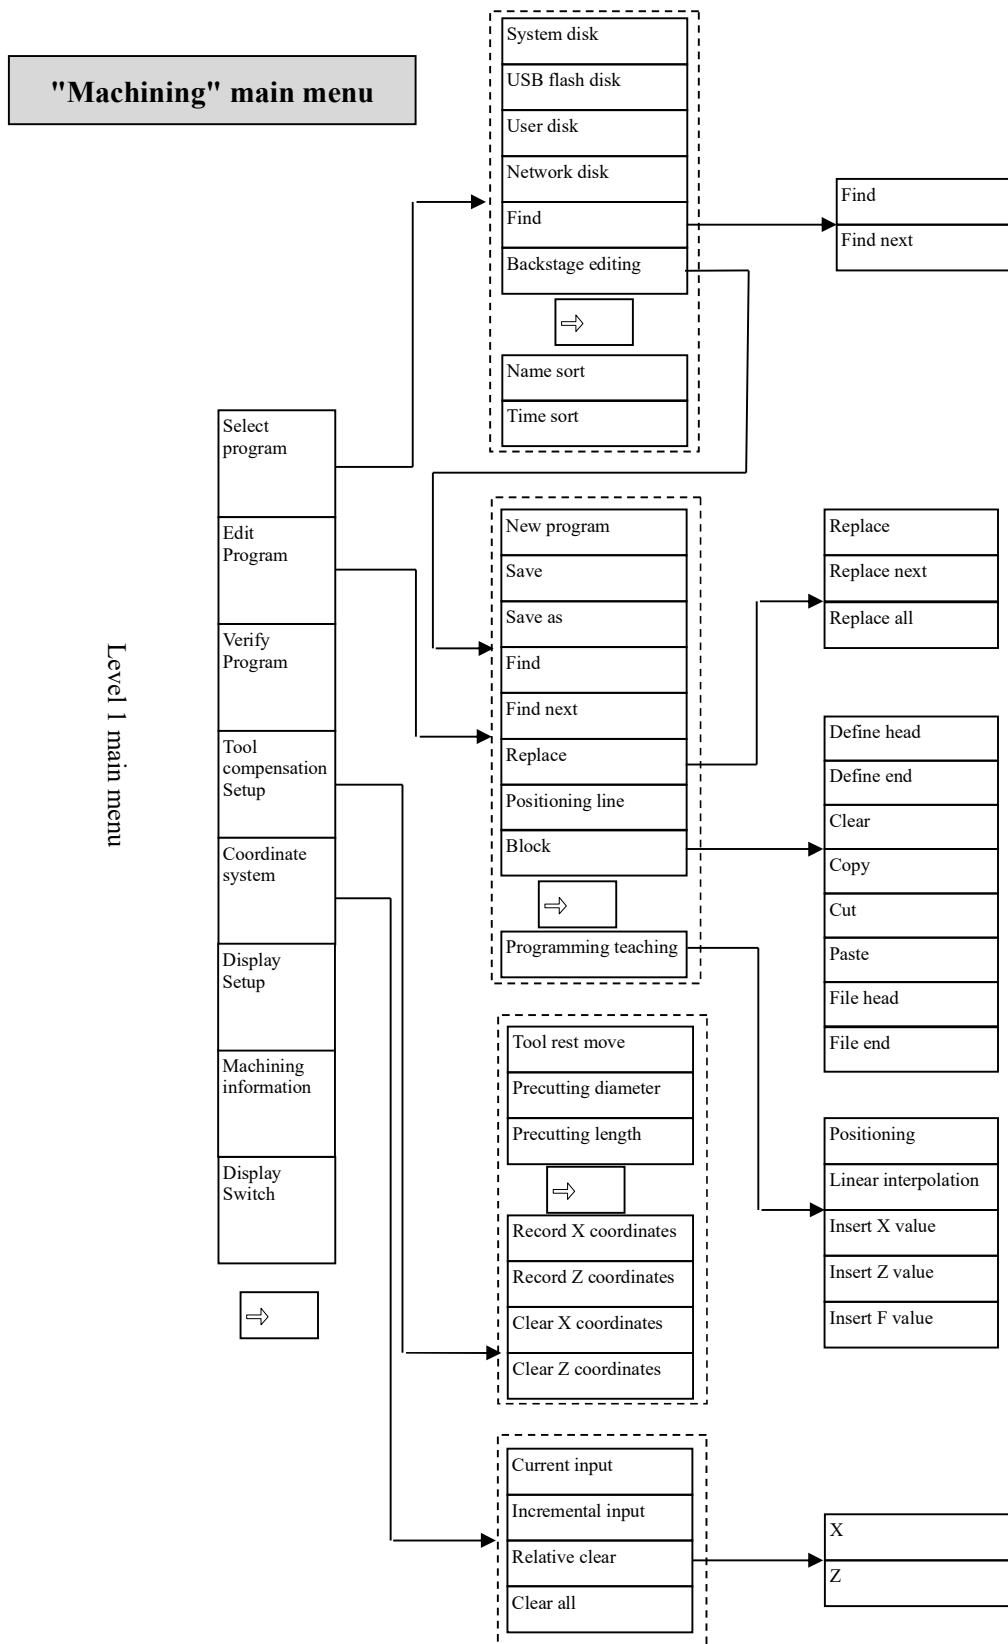 "Machining" main menu
Level 1 main menu
Select
program
Edit
Program
Verify
Program
Tool
compensation
Setup
Coordinate
system
Display
Setup
Machining
information
Display
Switch
System disk
USB flash disk
User disk
Network disk
Find
Backstage editing
Name sort
Time sort
Find
Find next
New program
Save
Save as
Find
Find next
Replace
Positioning line
Block
Programming teaching
Replace
Replace next
Replace all
Define head
Define end
Clear
Copy
Cut
Paste
File head
File end
Positioning
Linear interpolation
Insert X value
Insert Z value
Insert F value
Tool rest move
Precutting diameter
Precutting length
Record X coordinates
Record Z coordinates
Clear X coordinates
Clear Z coordinates
Current input
Incremental input
Relative clear
Clear all
X
Z